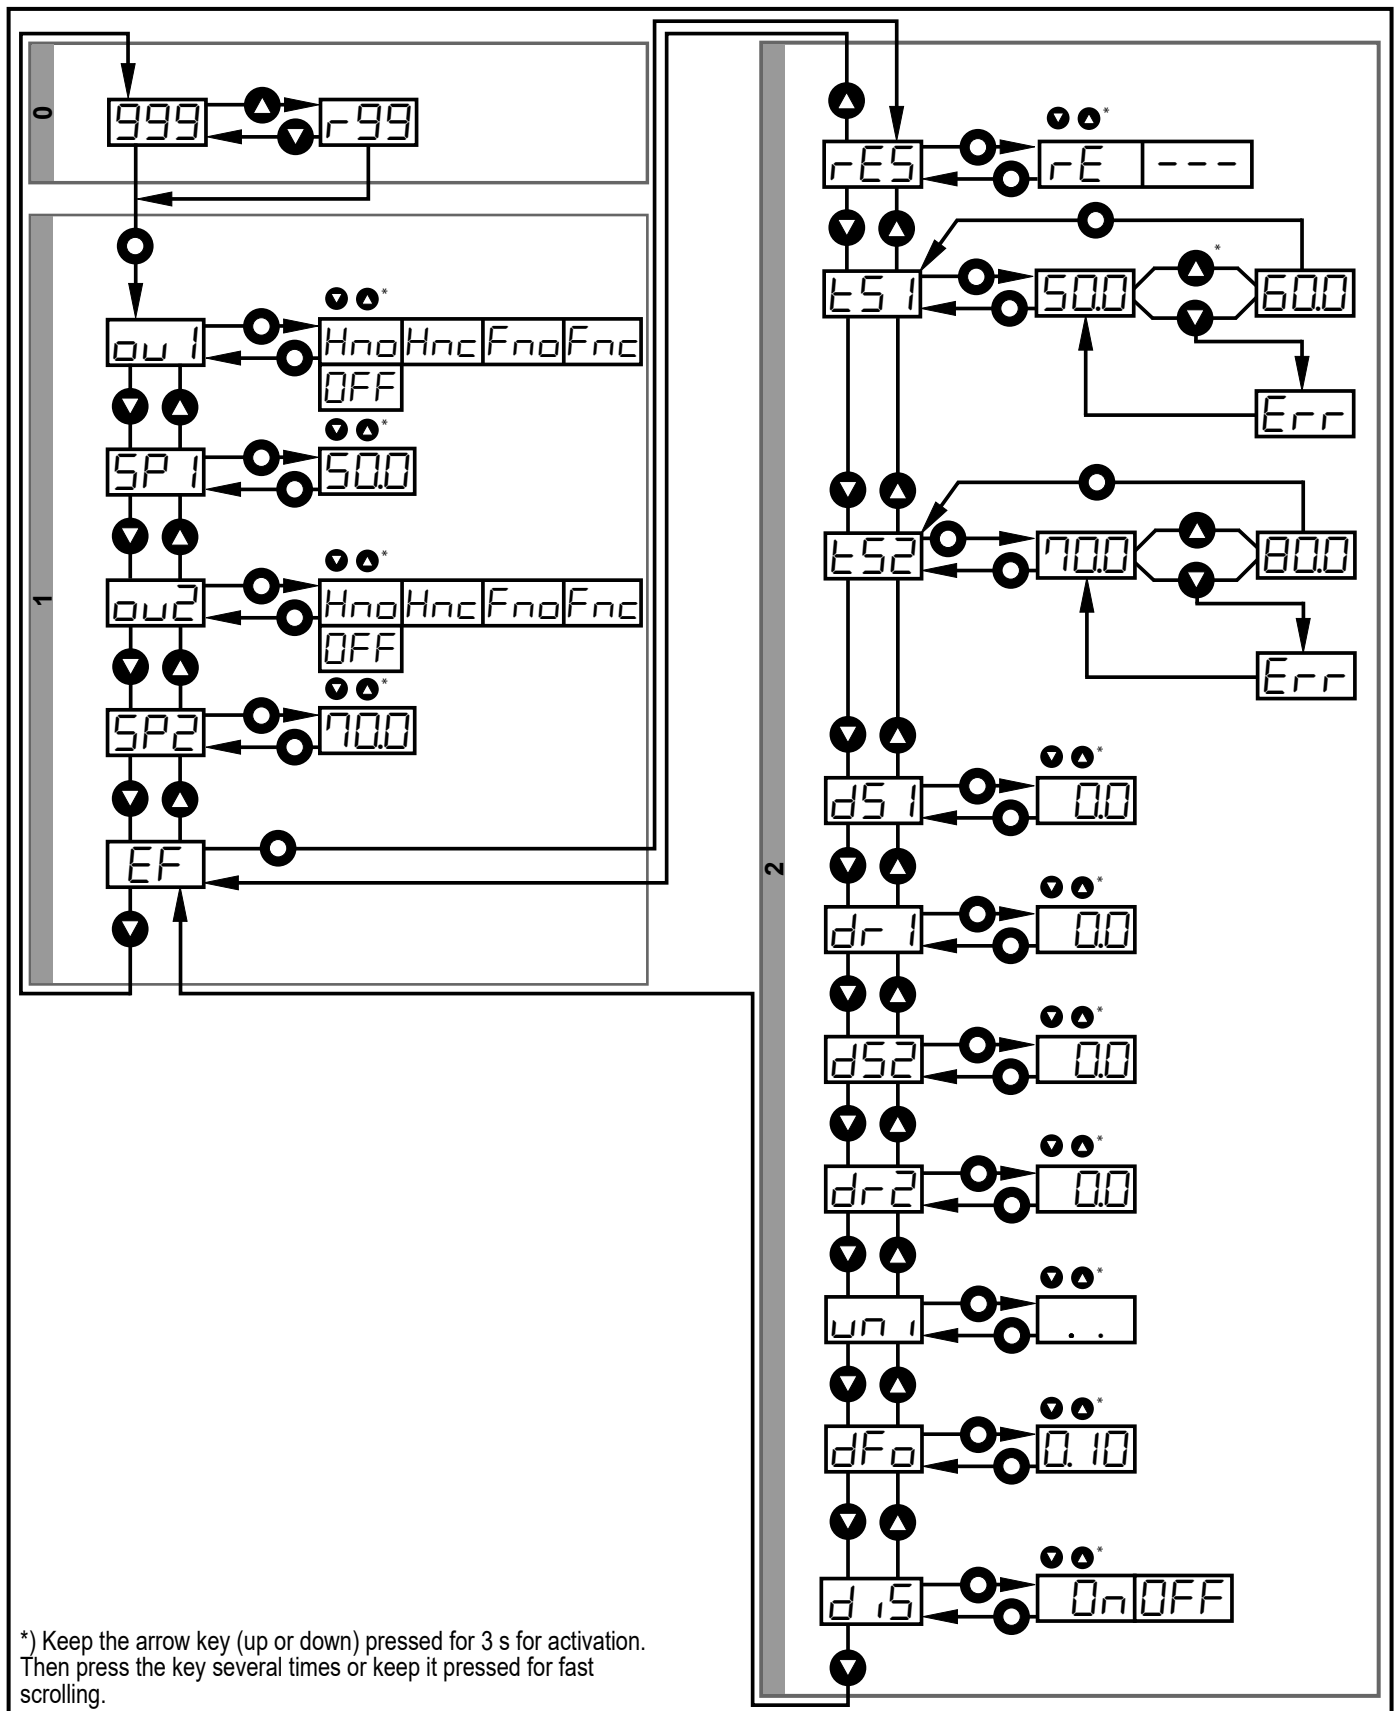 0
999 r99
1
ou1 Hno Hnc Fno Fnc
OFF
SP1 50.0
ou2 Hno Hnc Fno Fnc
OFF
SP2 70.0
EF
2
rES rE ---
tS1 50.0 60.0
Err
tS2 70.0 80.0
Err
dS1 0.0
dr1 0.0
dS2 0.0
dr2 0.0
uni . .
dFo 0.10
diS On OFF
*) Keep the arrow key (up or down) pressed for 3 s for activation.
Then press the key several times or keep it pressed for fast
scrolling.